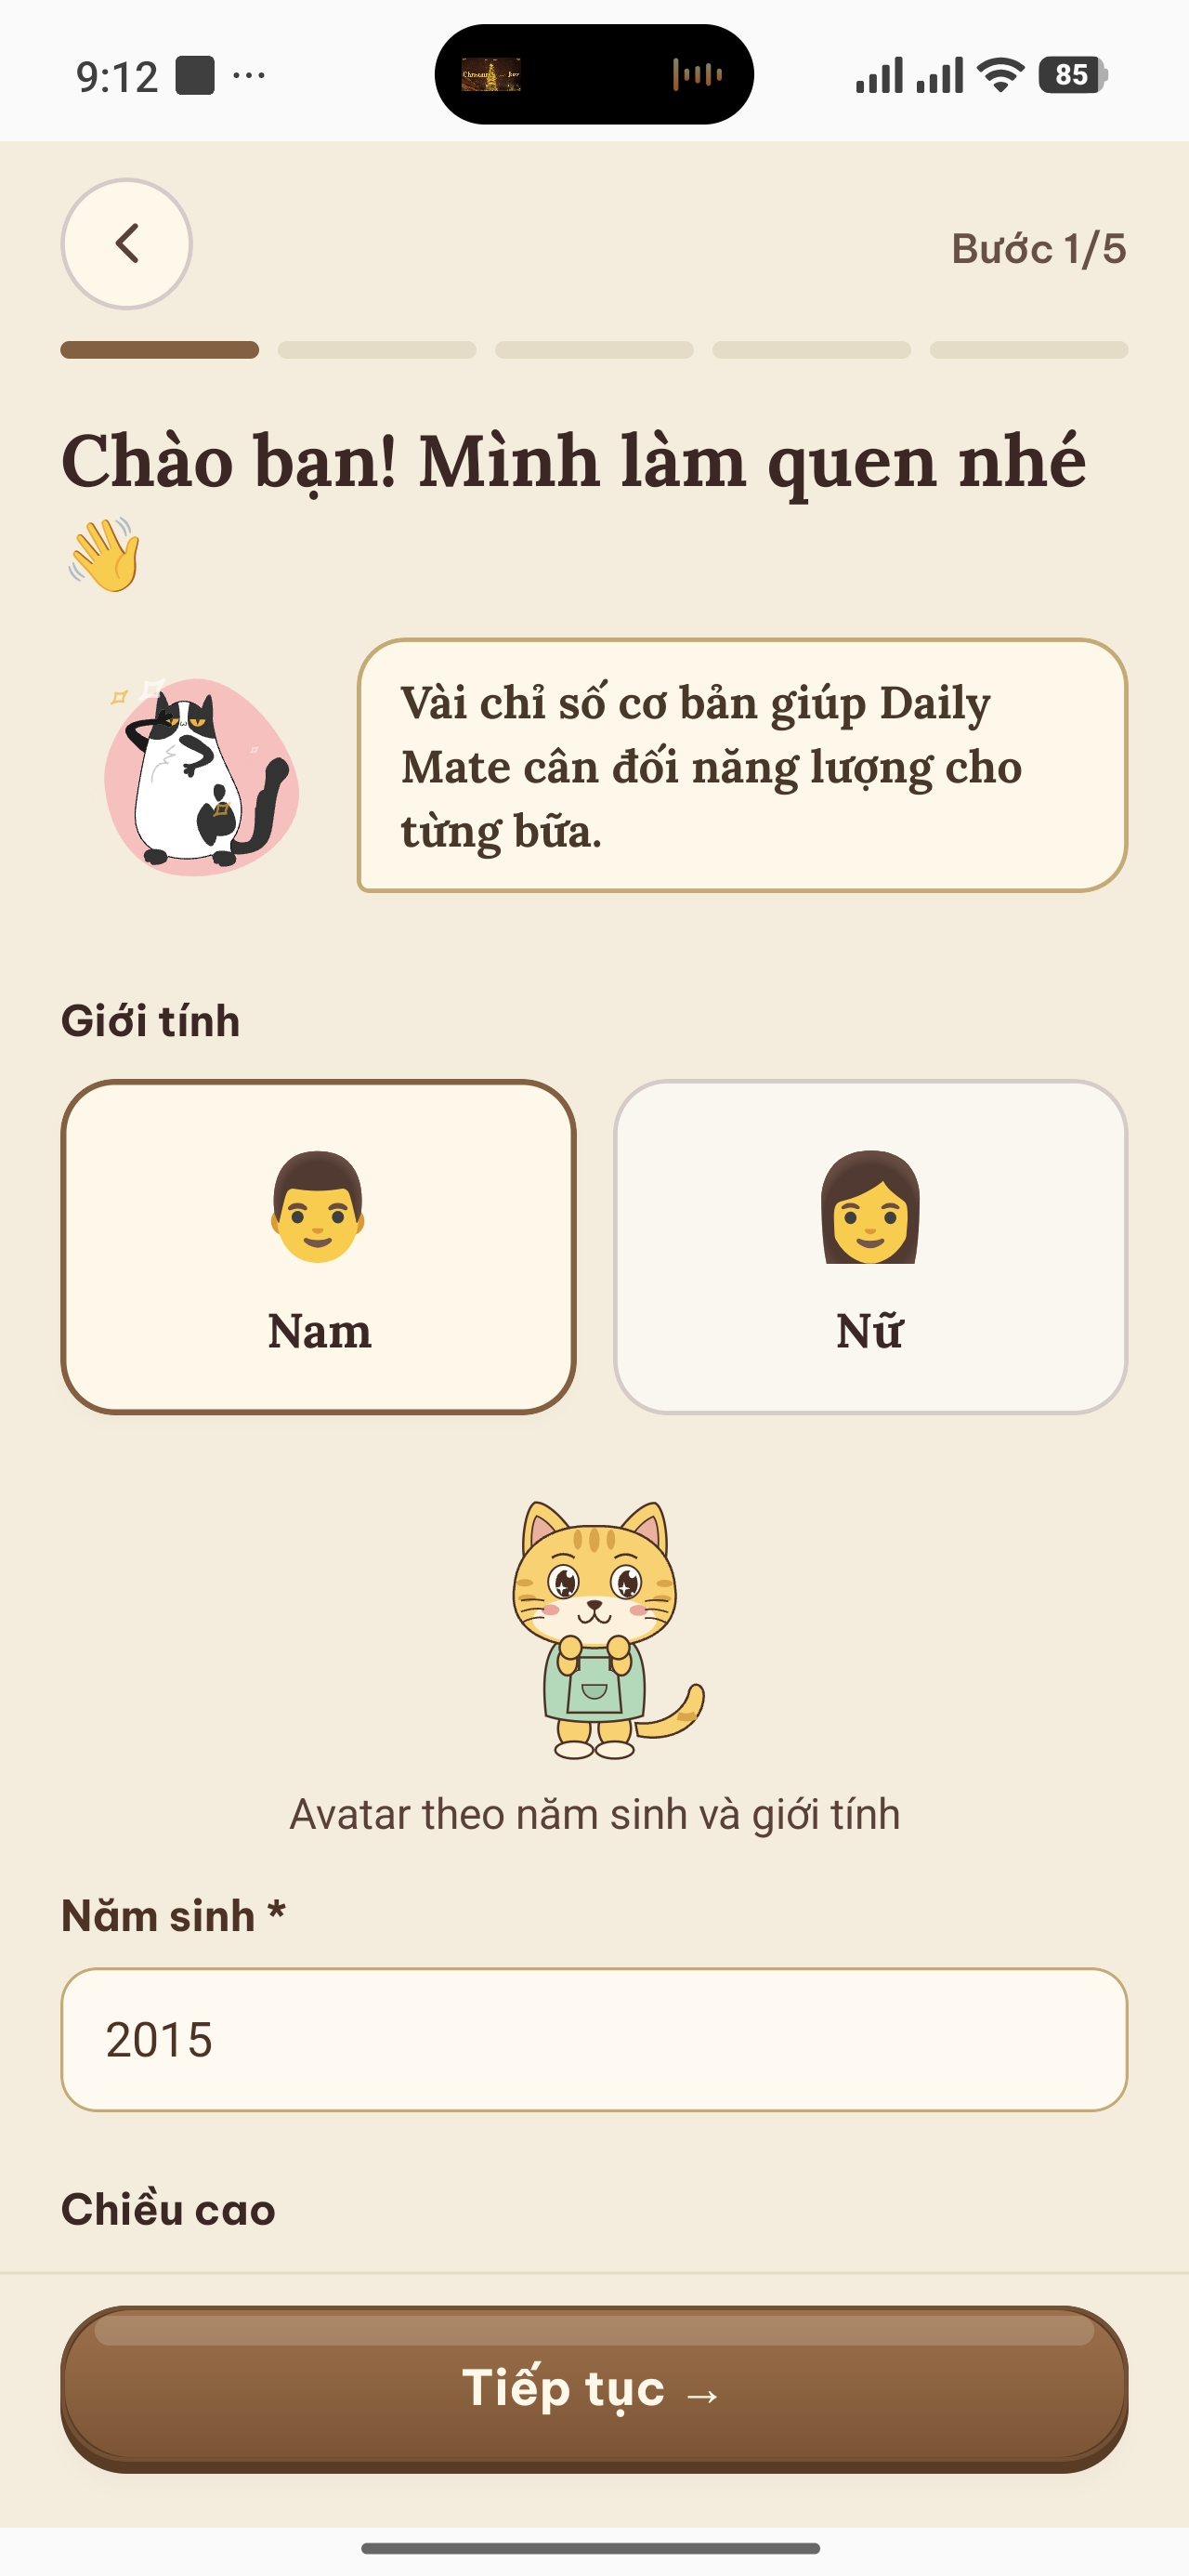 9:12 ...
85
Bước 1/5
Chào bạn! Mình làm quen nhé
👋
Vài chỉ số cơ bản giúp Daily
Mate cân đối năng lượng cho
từng bữa.
Giới tính
Nam
Nữ
Avatar theo năm sinh và giới tính
Năm sinh *
2015
Chiều cao
Tiếp tục →